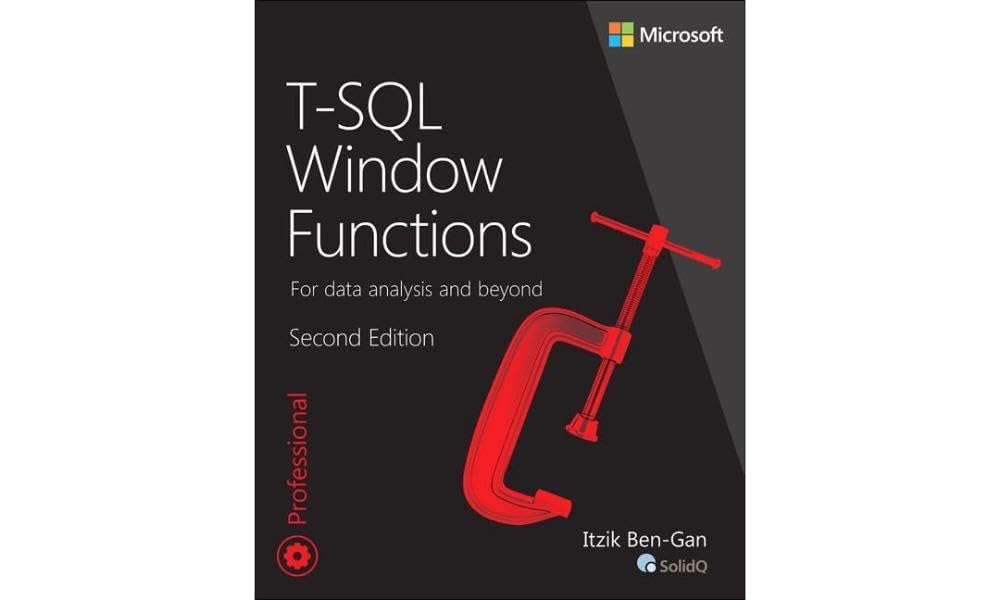 Microsoft
T-SQL
Window
Functions
For data analysis and beyond
Second Edition
Professional
Itzik Ben-Gan
SolidQ